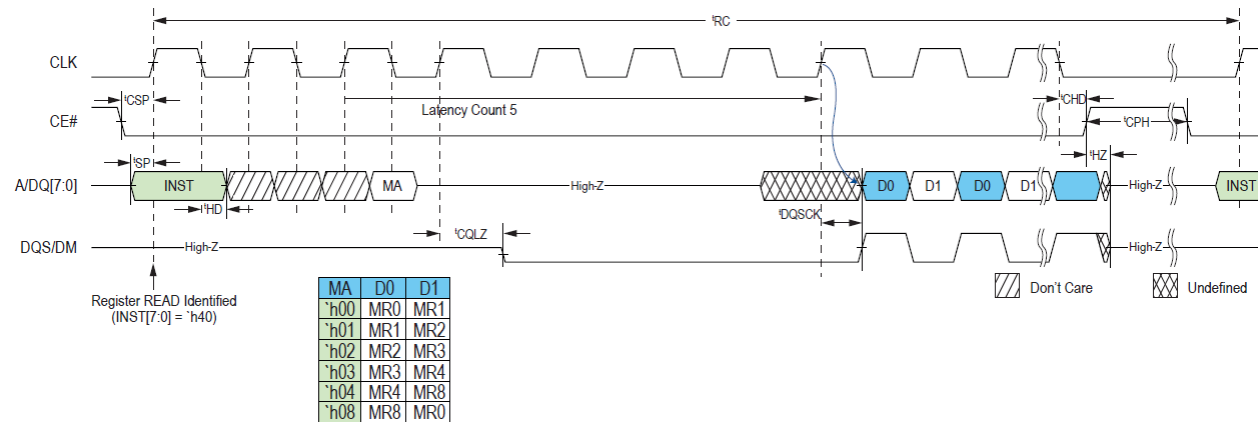 tRC
CLK
tCSP
Latency Count 5
tCHD
CE#
tCPH
tSP
tHZ
A/DQ[7:0] INST MA High-Z D0 D1 D0 D1 High-Z INST
tHD
tDQSCK
tCQLZ
DQS/DM High-Z High-Z
Register READ Identified
(INST[7:0] = `h40)
Don't Care Undefined
MA D0 D1
`h00 MR0 MR1
`h01 MR1 MR2
`h02 MR2 MR3
`h03 MR3 MR4
`h04 MR4 MR8
`h08 MR8 MR0